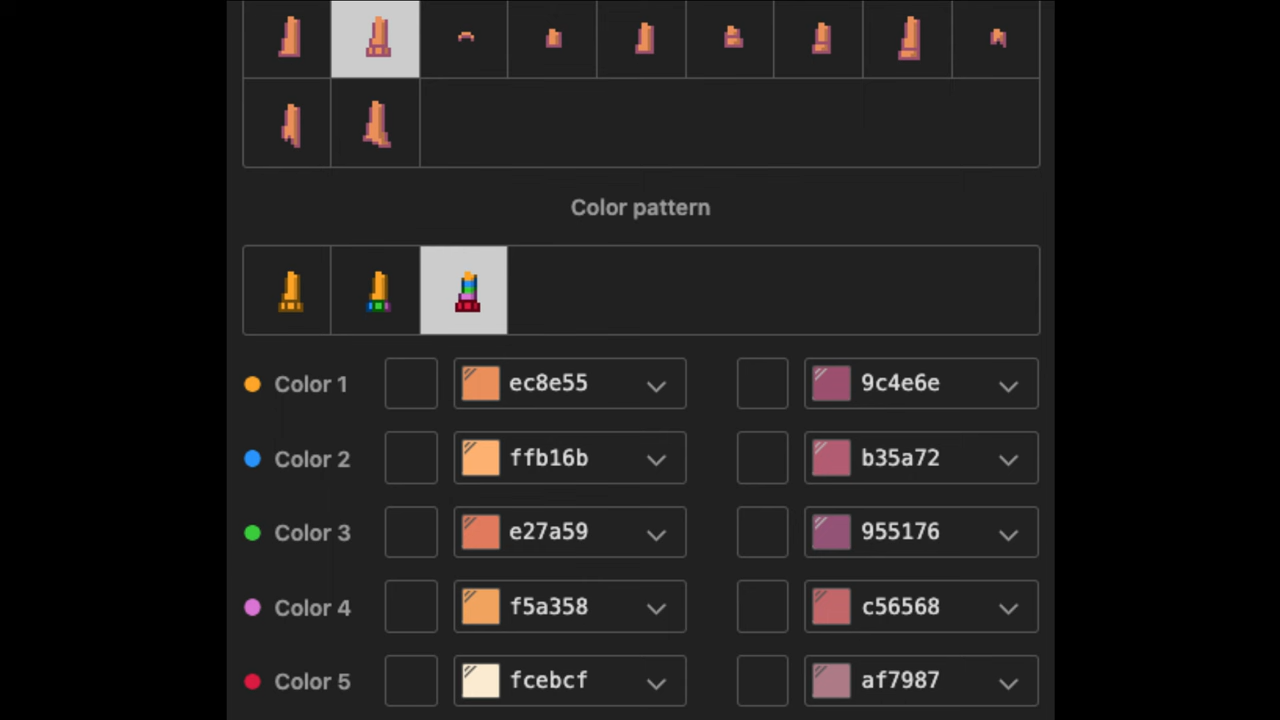 Color pattern
Color 1 ec8e55 9c4e6e
Color 2 ffb16b b35a72
Color 3 e27a59 955176
Color 4 f5a358 c56568
Color 5 fcebcf af7987